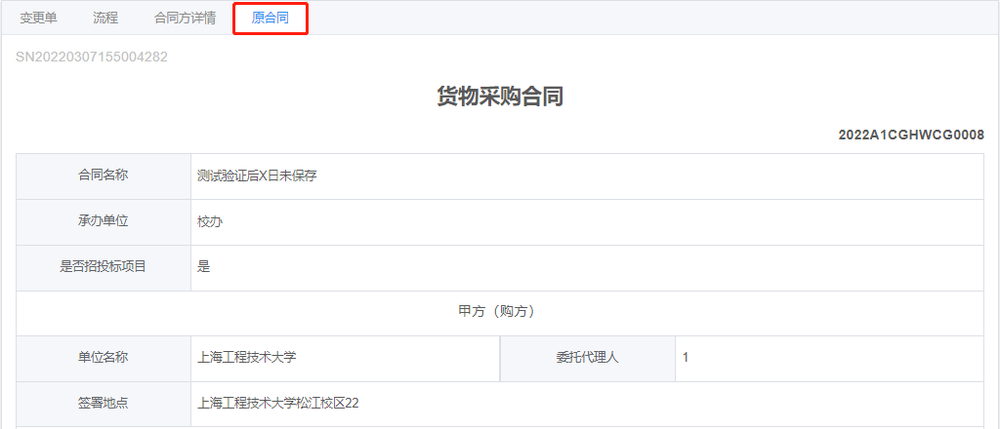 变更单 流程 合同方详情 原合同
SN20220307155004282
货物采购合同
2022A1CGHWCG0008
合同名称 测试验证后X日未保存
承办单位 校办
是否招投标项目 是
甲方（购方）
单位名称 上海工程技术大学 委托代理人 1
签署地点 上海工程技术大学松江校区22